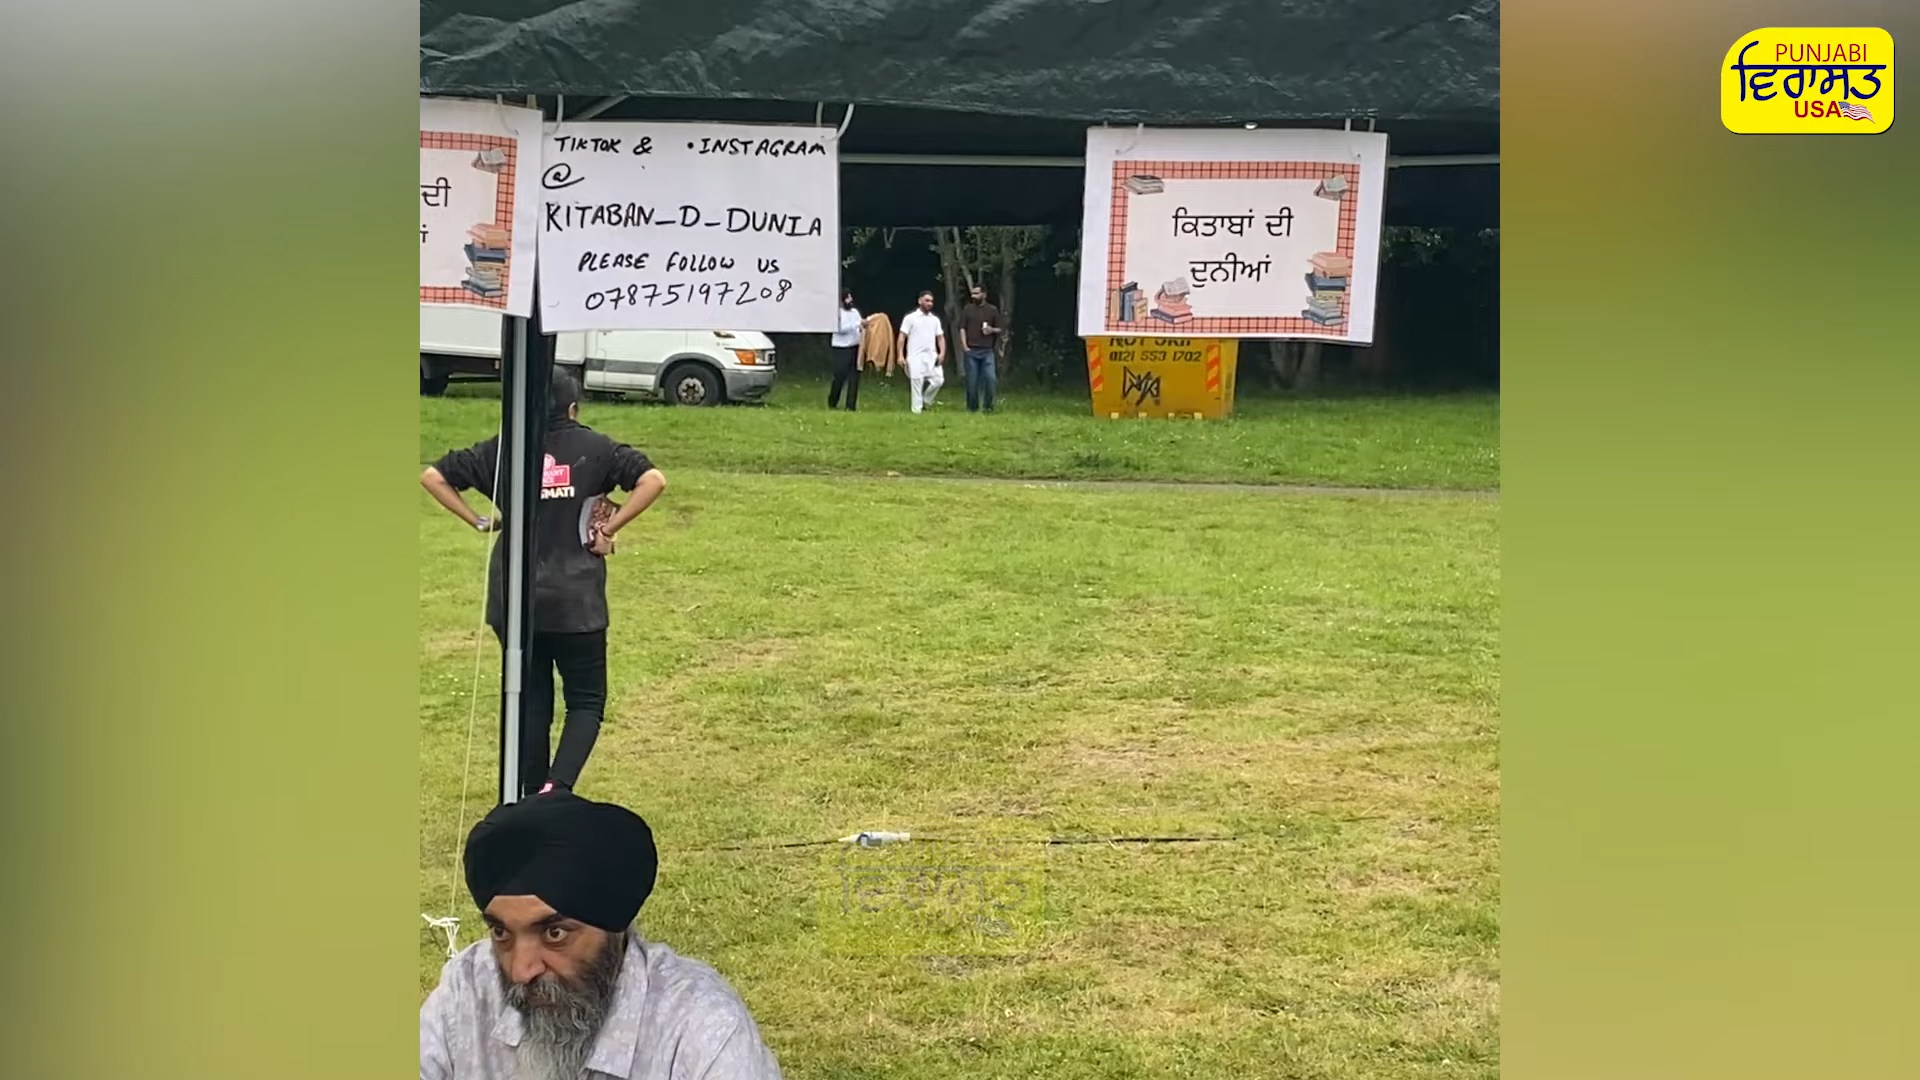 PUNJABI
ਵਿਰਾਸਤ
USA
ਦੀ
TIKTOK & • INSTAGRAM
@
KITABAN_D_DUNIA
PLEASE FOLLOW US
07875197208
ਕਿਤਾਬਾਂ ਦੀ
ਦੁਨੀਆਂ
0121 553 1702